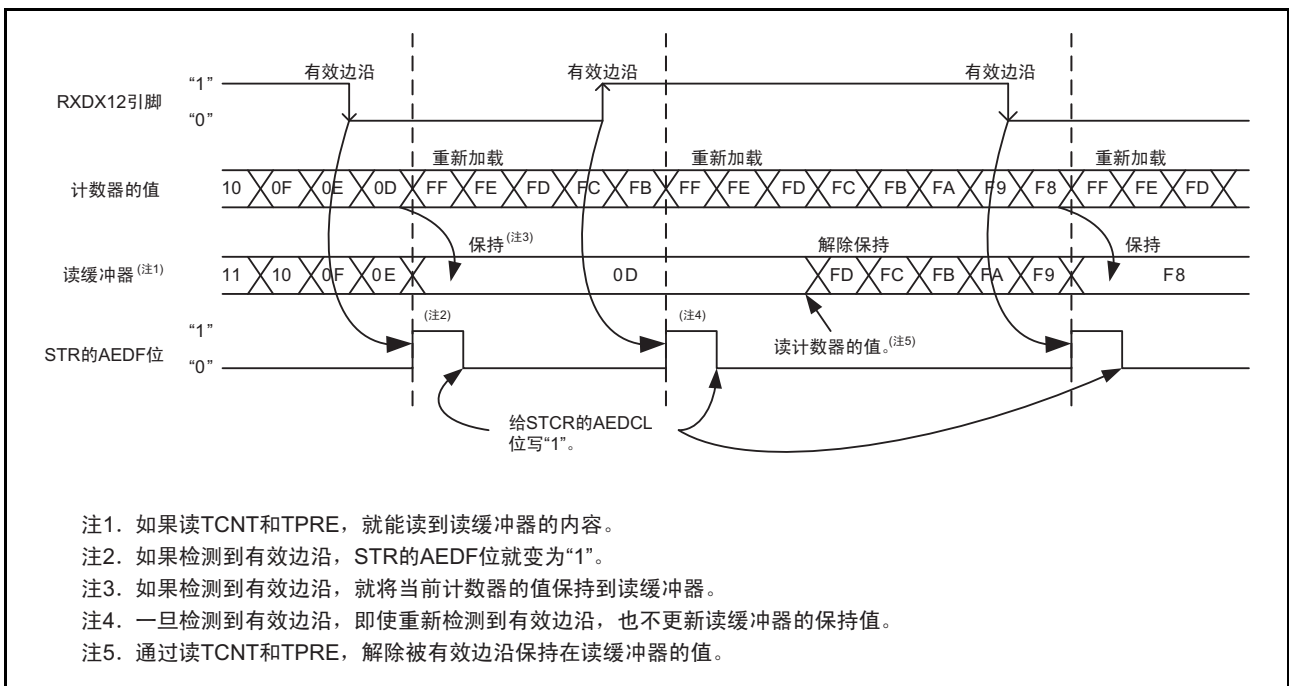 有效边沿 有效边沿 有效边沿
“1”
RXDX12引脚
“0”
重新加载 重新加载 重新加载
计数器的值 10 0F 0E 0D FF FE FD FC FB FF FE FD FC FB FA F9 F8 FF FE FD
保持(注3) 解除保持 保持
读缓冲器(注1) 11 10 0F 0E 0D FD FC FB FA F9 F8
(注2) (注4)
“1”
读计数器的值。(注5)
STR的AEDF位
“0”
给STCR的AEDCL
位写“1”。
注1. 如果读TCNT和TPRE，就能读到读缓冲器的内容。
注2. 如果检测到有效边沿，STR的AEDF位就变为“1”。
注3. 如果检测到有效边沿，就将当前计数器的值保持到读缓冲器。
注4. 一旦检测到有效边沿，即使重新检测到有效边沿，也不更新读缓冲器的保持值。
注5. 通过读TCNT和TPRE，解除被有效边沿保持在读缓冲器的值。